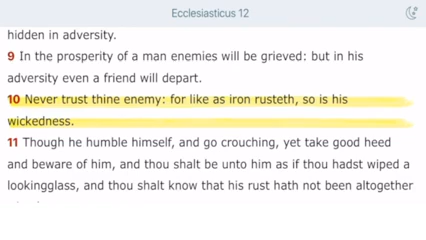 Ecclesiasticus 12
hidden in adversity.
9 In the prosperity of a man enemies will be grieved: but in his
adversity even a friend will depart.
10 Never trust thine enemy: for like as iron rusteth, so is his
wickedness.
11 Though he humble himself, and go crouching, yet take good heed
and beware of him, and thou shalt be unto him as if thou hadst wiped a
lookingglass, and thou shalt know that his rust hath not been altogether